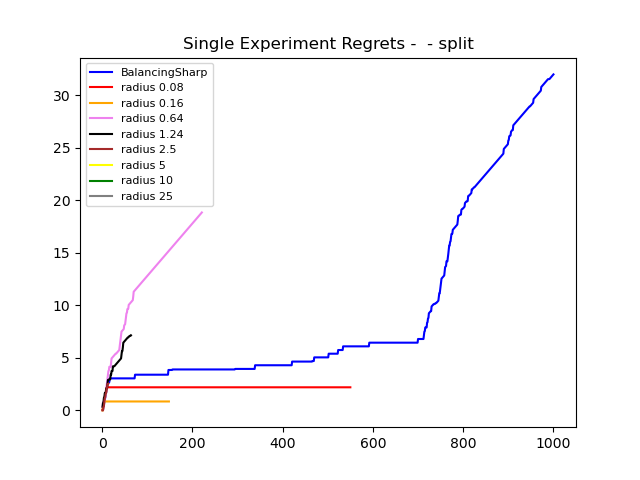 Single Experiment Regrets -  - split
BalancingSharp
radius 0.08
radius 0.16
radius 0.64
radius 1.24
radius 2.5
radius 5
radius 10
radius 25
30
25
20
15
10
5
0
0 200 400 600 800 1000